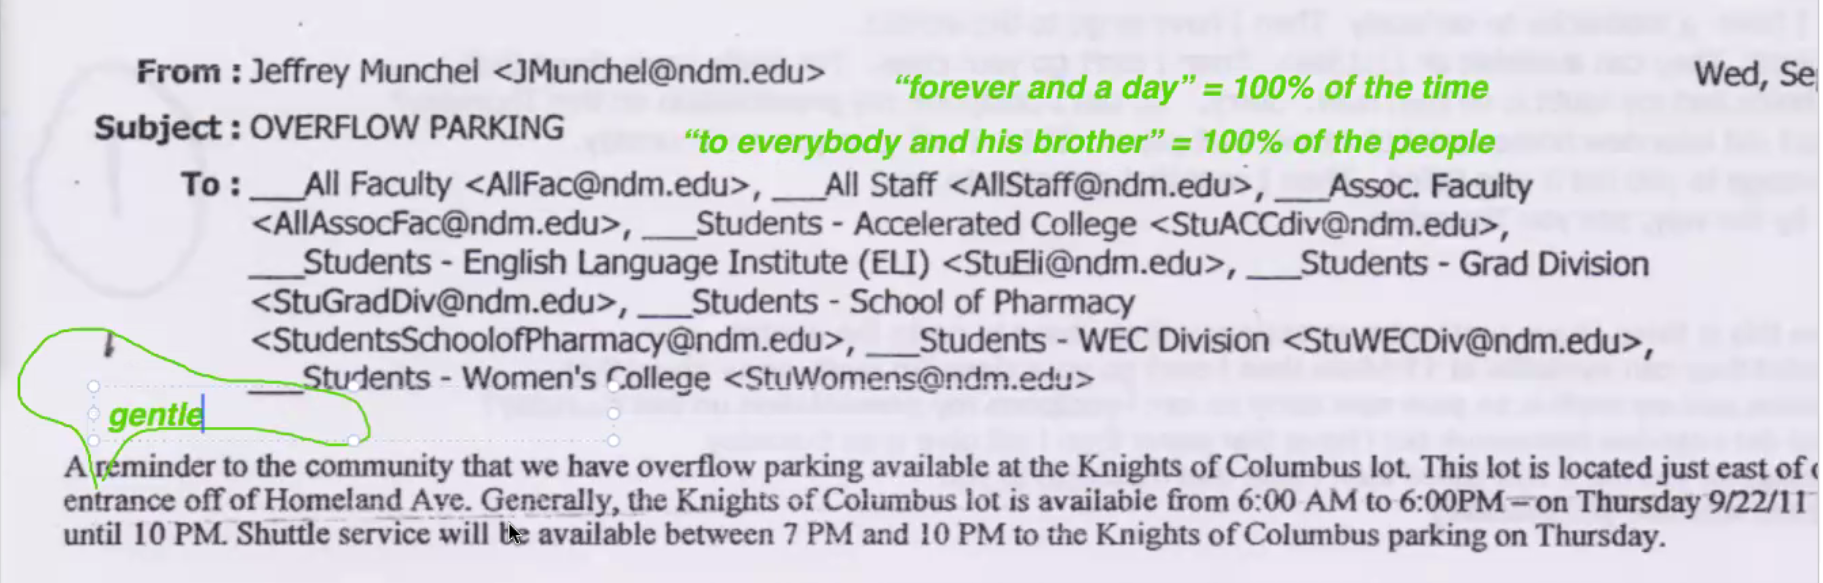 From : Jeffrey Munchel <JMunchel@ndm.edu>
Wed, Se
"forever and a day" = 100% of the time
Subject : OVERFLOW PARKING
"to everybody and his brother" = 100% of the people
To : ___All Faculty <AllFac@ndm.edu>, ___All Staff <AllStaff@ndm.edu>, ___Assoc Faculty
<AllAssocFac@ndm.edu>, ___Students - Accelerated College <StuACCdiv@ndm.edu>,
___Students - English Language Institute (ELI) <StuEli@ndm.edu>, ___Students - Grad Division
<StuGradDiv@ndm.edu>, ___Students - School of Pharmacy
<StudentsSchoolofPharmacy@ndm.edu>, ___Students - WEC Division <StuWECDiv@ndm.edu>,
___Students - Women's College <StuWomens@ndm.edu>
gentle
A reminder to the community that we have overflow parking available at the Knights of Columbus lot. This lot is located just east of
entrance off of Homeland Ave. Generally, the Knights of Columbus lot is available from 6:00 AM to 6:00PM – on Thursday 9/22/11
until 10 PM. Shuttle service will be available between 7 PM and 10 PM to the Knights of Columbus parking on Thursday.